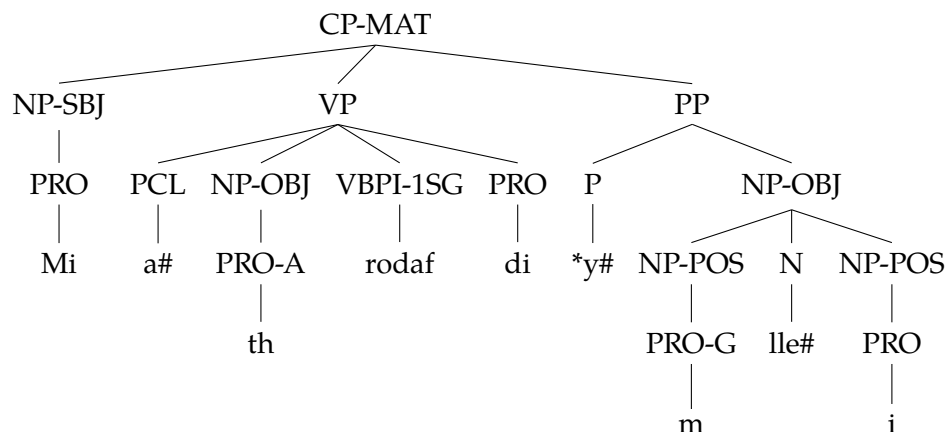 CP-MAT
NP-SBJ VP PP
PRO PCL NP-OBJ VBPI-1SG PRO P NP-OBJ
Mi a# PRO-A rodaf di *y# NP-POS N NP-POS
th PRO-G lle# PRO
m i